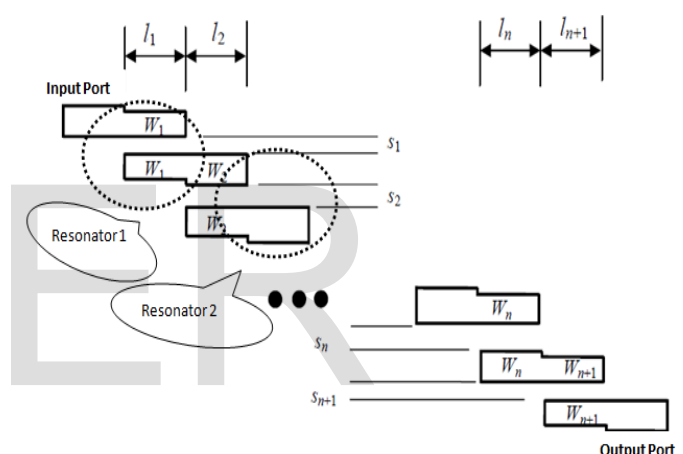 l1 l2 ln ln+1
Input Port
W1
s1
W1 W2
s2
W2
Resonator 1
Resonator 2
Wn
sn
Wn Wn+1
sn+1
Wn+1
Output Port
ER